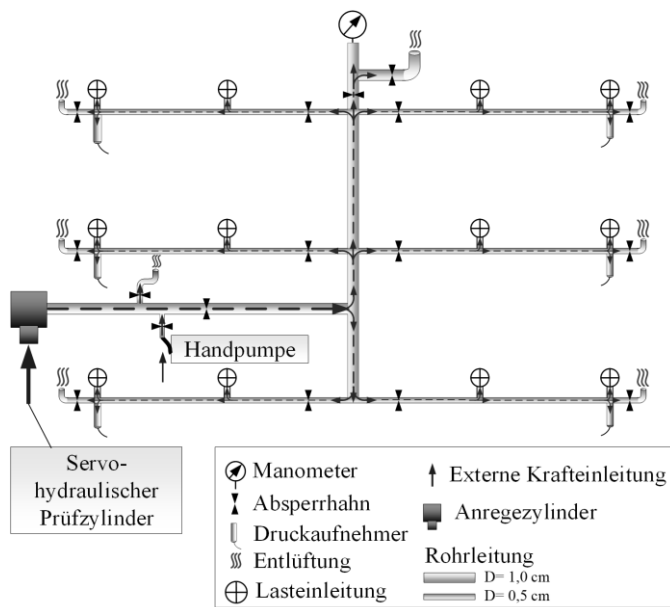 Handpumpe
Servo-
hydraulischer
Prüfzylinder
Manometer
Absperrhahn
Druckaufnehmer
Entlüftung
Lasteinleitung
Externe Krafteinleitung
Anregezylinder
Rohrleitung
D= 1,0 cm
D= 0,5 cm